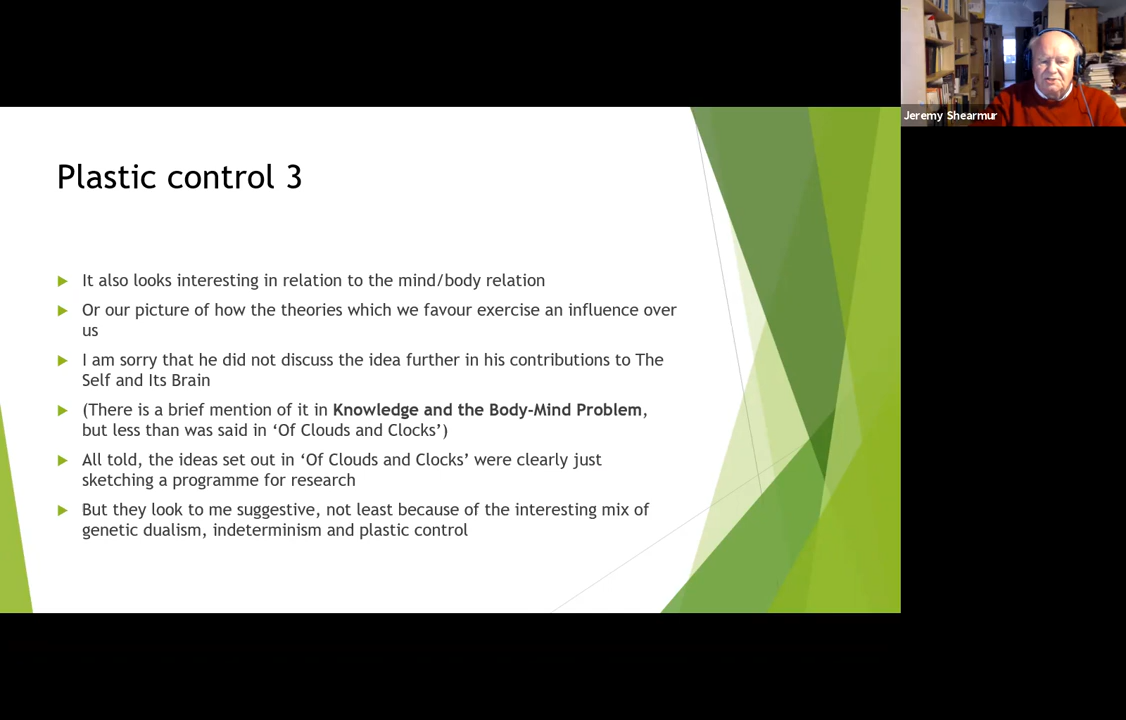 Jeremy Shearmur
Plastic control 3
It also looks interesting in relation to the mind/body relation
Or our picture of how the theories which we favour exercise an influence over
us
I am sorry that he did not discuss the idea further in his contributions to The
Self and Its Brain
(There is a brief mention of it in Knowledge and the Body-Mind Problem,
but less than was said in ‘Of Clouds and Clocks’)
All told, the ideas set out in ‘Of Clouds and Clocks’ were clearly just
sketching a programme for research
But they look to me suggestive, not least because of the interesting mix of
genetic dualism, indeterminism and plastic control